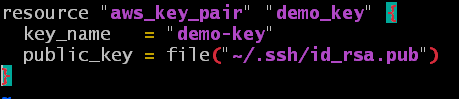 resource "aws_key_pair" "demo_key" {
  key_name   = "demo-key"
  public_key = file("~/.ssh/id_rsa.pub")
}